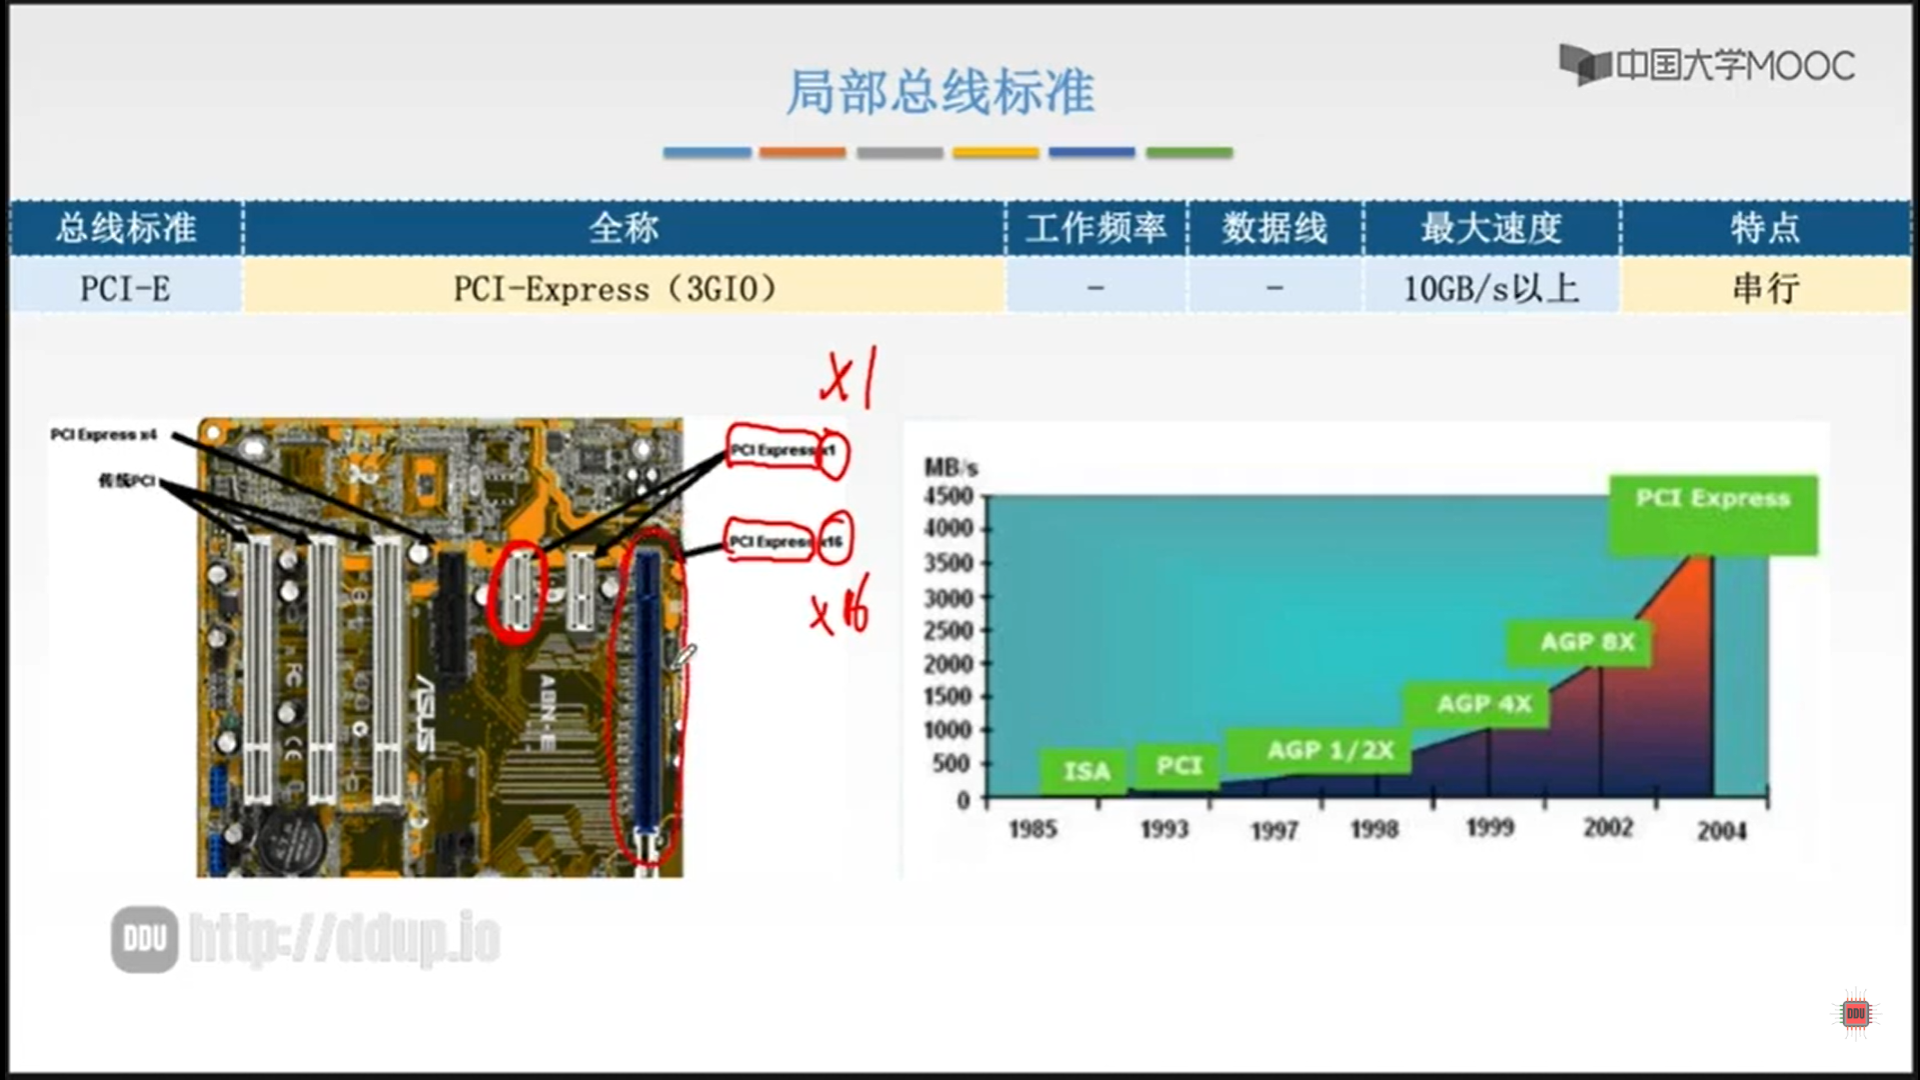 中国大学MOOC
局部总线标准
总线标准 全称 工作频率 数据线 最大速度 特点
PCI-E PCI-Express（3GIO） - - 10GB/s以上 串行
X1
PCI Express x4
传统PCI
PCI Express x1
PCI Express x16
X16
ASUS
A8N-E
MB/s
4500
4000
3500
3000
2500
2000
1500
1000
500
0
PCI Express
AGP 8X
AGP 4X
AGP 1/2X
PCI
ISA
1985 1993 1997 1998 1999 2002 2004
DDU http://ddup.io
DDU